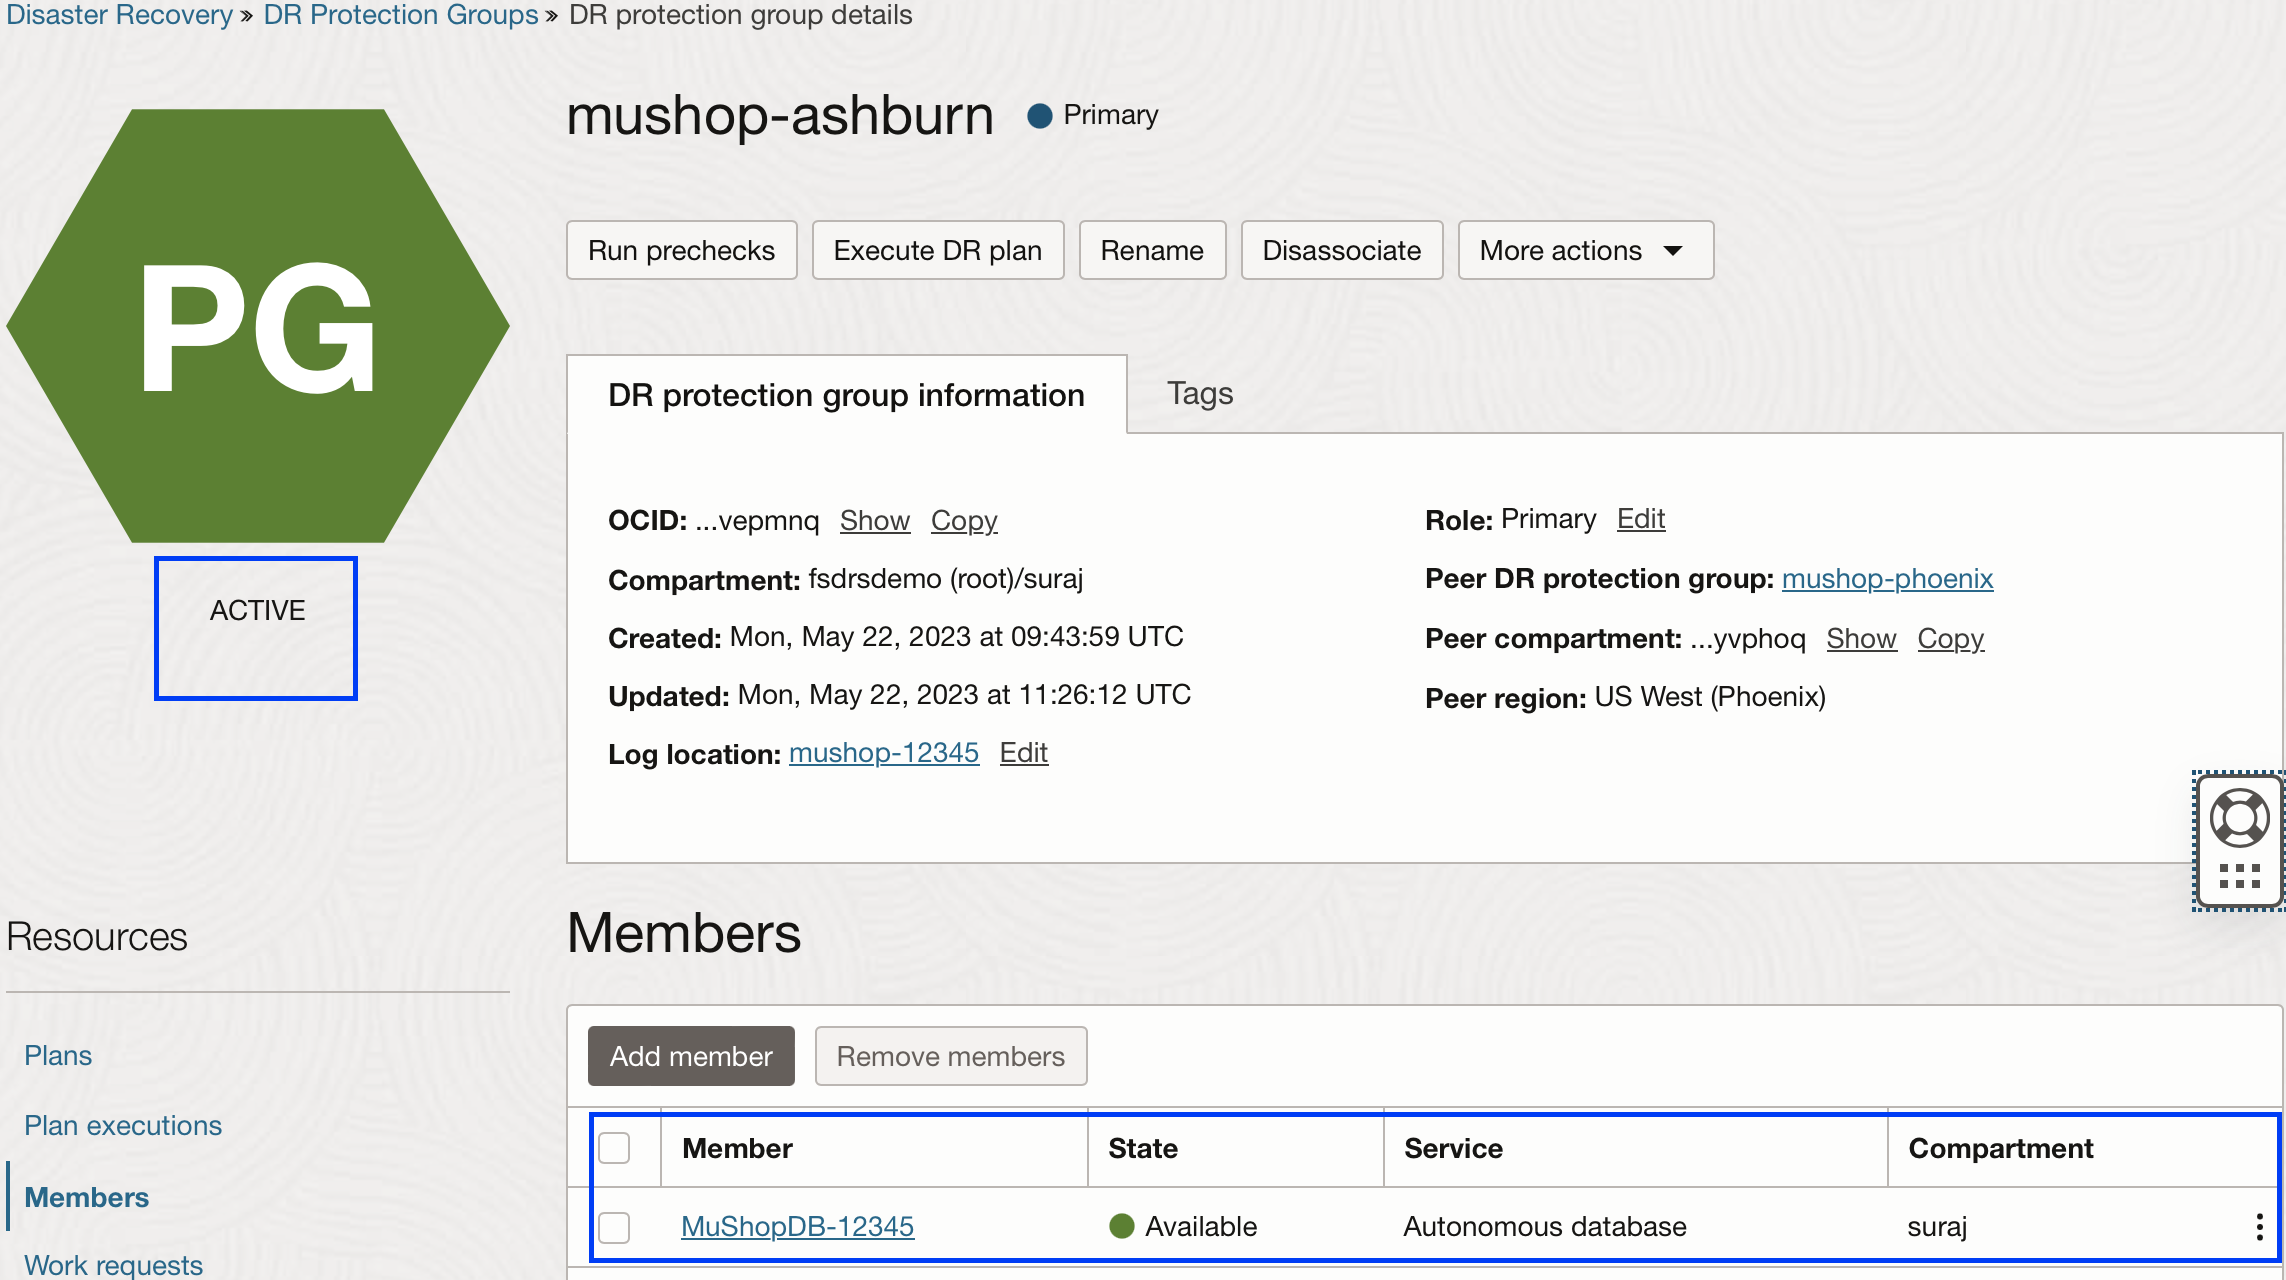 Disaster Recovery » DR Protection Groups » DR protection group details
PG
ACTIVE
mushop-ashburn Primary
Run prechecks Execute DR plan Rename Disassociate More actions
DR protection group information Tags
OCID: ...vepmnq Show Copy
Compartment: fsdrsdemo (root)/suraj
Created: Mon, May 22, 2023 at 09:43:59 UTC
Updated: Mon, May 22, 2023 at 11:26:12 UTC
Log location: mushop-12345 Edit
Role: Primary Edit
Peer DR protection group: mushop-phoenix
Peer compartment: ...yvphoq Show Copy
Peer region: US West (Phoenix)
Resources
Plans
Plan executions
Members
Work requests
Members
Add member Remove members
Member State Service Compartment
MuShopDB-12345 Available Autonomous database suraj